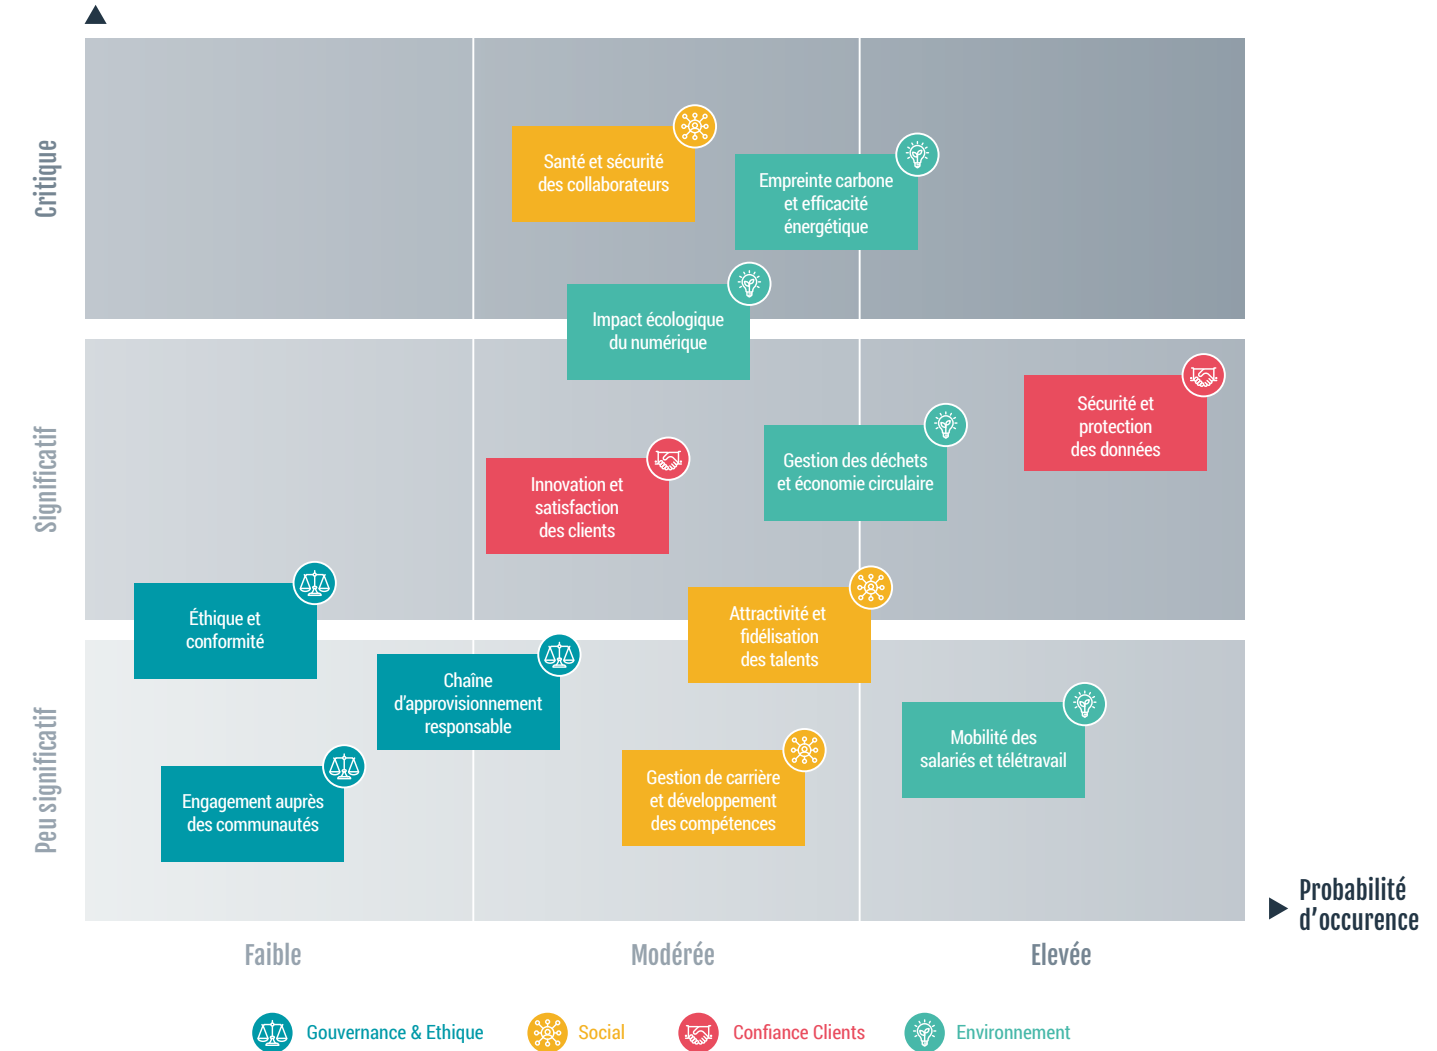 Critique
Santé et sécurité
des collaborateurs
Empreinte carbone
et efficacité
énergétique
Impact écologique
du numérique
Significatif
Sécurité et
protection
des données
Gestion des déchets
et économie circulaire
Innovation et
satisfaction
des clients
Éthique et
conformité
Attractivité et
fidélisation
des talents
Peu significatif
Chaîne
d'approvisionnement
responsable
Mobilité des
salariés et télétravail
Gestion de carrière
et développement
des compétences
Engagement auprès
des communautés
Probabilité
d'occurence
Faible
Modérée
Elevée
Gouvernance & Ethique
Social
Confiance Clients
Environnement